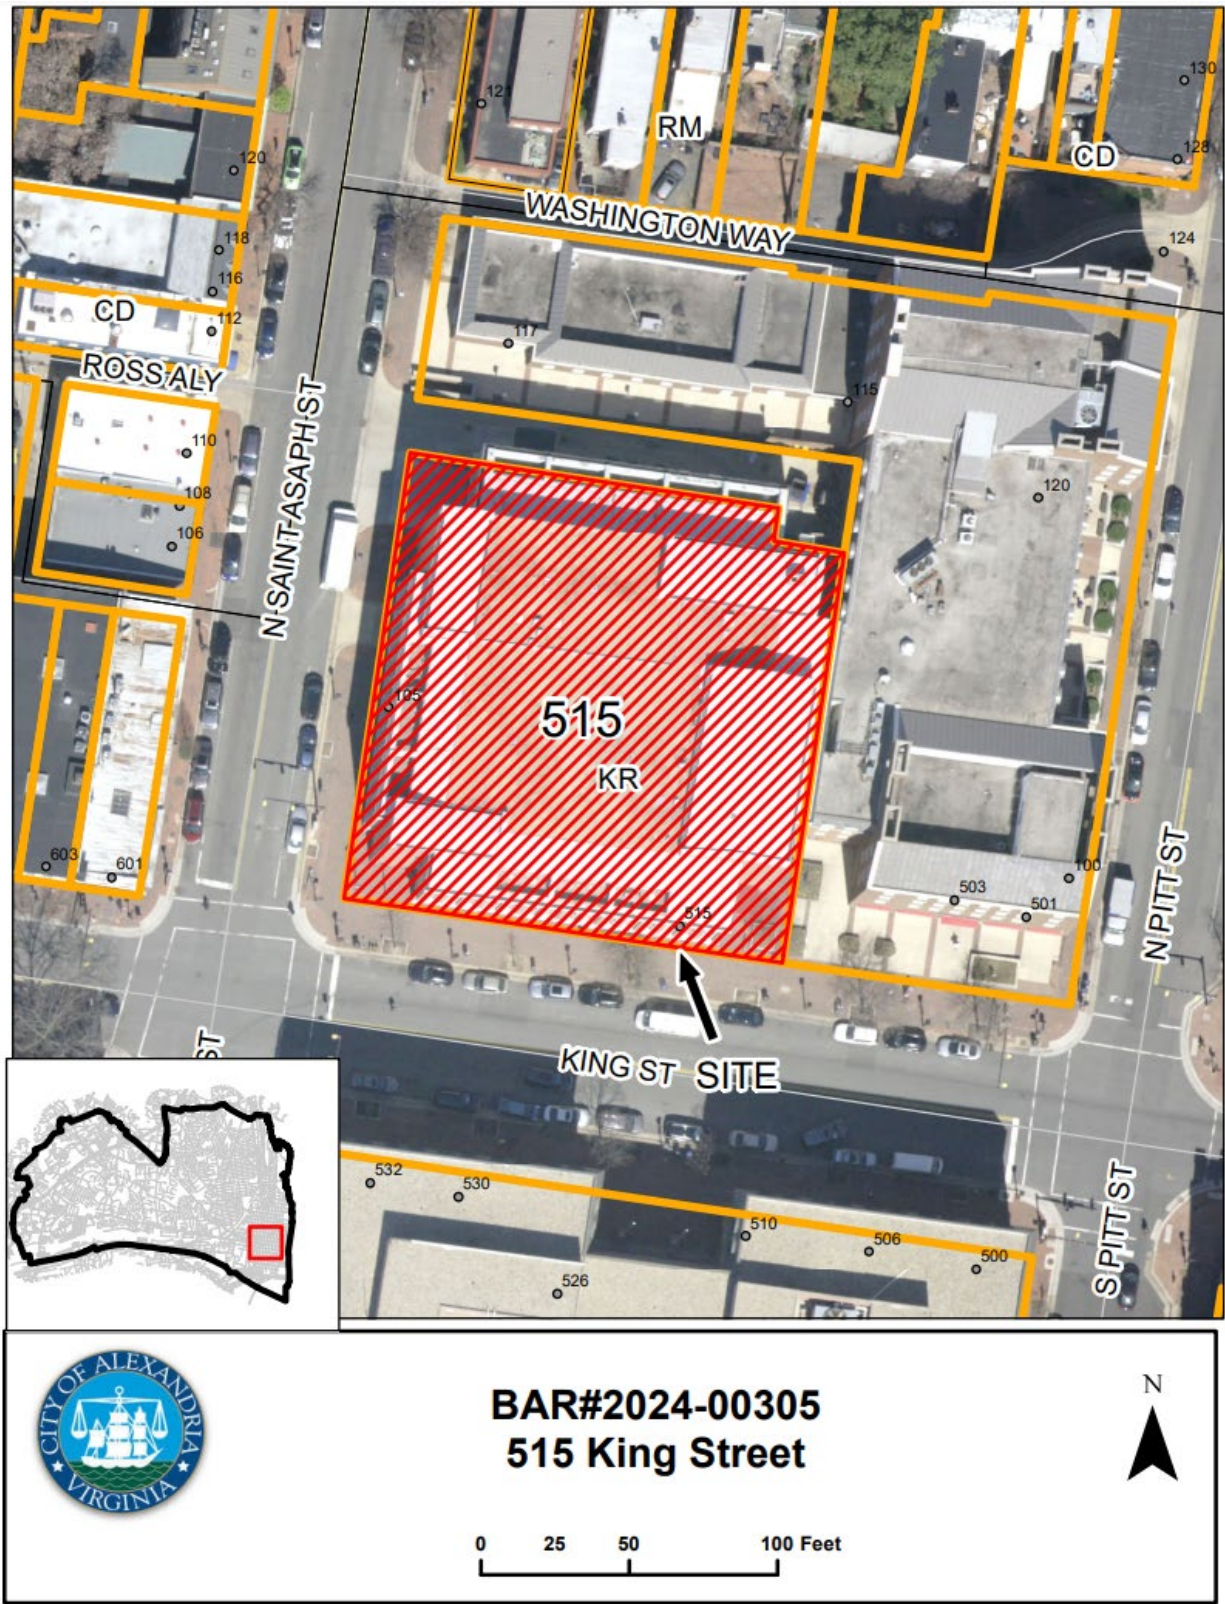 130
121
RM
CD
128
120
WASHINGTON WAY
118
124
116
CD
112
117
ROSS ALY
115
N SAINT ASAPH ST
110
120
108
106
105
515
KR
603
601
100
503
501
515
N PITT ST
ST
KING ST
SITE
532
530
510
506
500
526
S PITT ST
CITY OF ALEXANDRIA
VIRGINIA
BAR#2024-00305
515 King Street
N
0 25 50 100 Feet